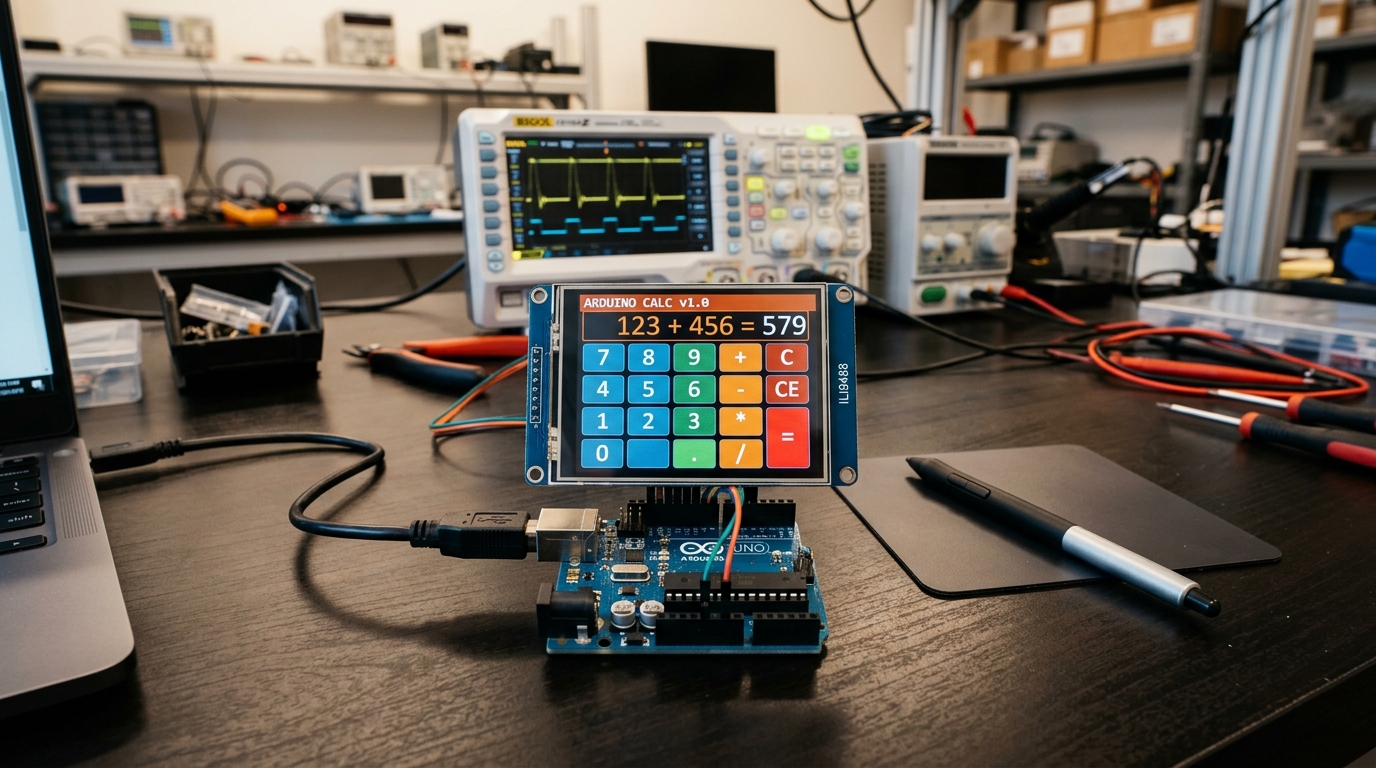 ARDUINO CALC v1.0
123 + 456 = 579
7 8 9 + C
4 5 6 - CE
1 2 3 * =
0 . /
ILI9488
UNO